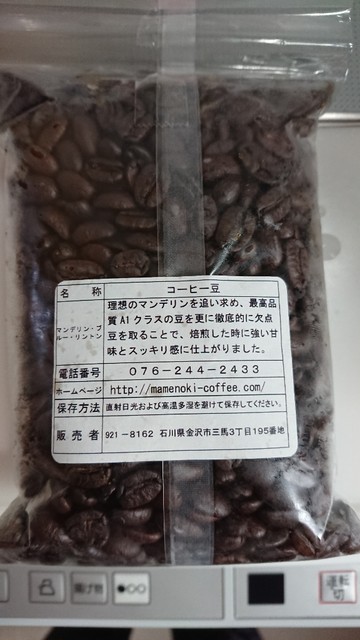 名称
コーヒー豆
マンデリン・ブルー・リントン
理想のマンデリンを追い求め、最高品
質A1クラスの豆を更に徹底的に欠点
豆を取ることで、焙煎した時に強い甘
味とスッキリ感に仕上がりました。
電話番号
076-244-2433
ホームページ
http://mamenoki-coffee.com/
保存方法
直射日光および高温多湿を避けて保存してください。
販売者
921-8162 石川県金沢市三馬3丁目195番地
揚げ物
運転
切